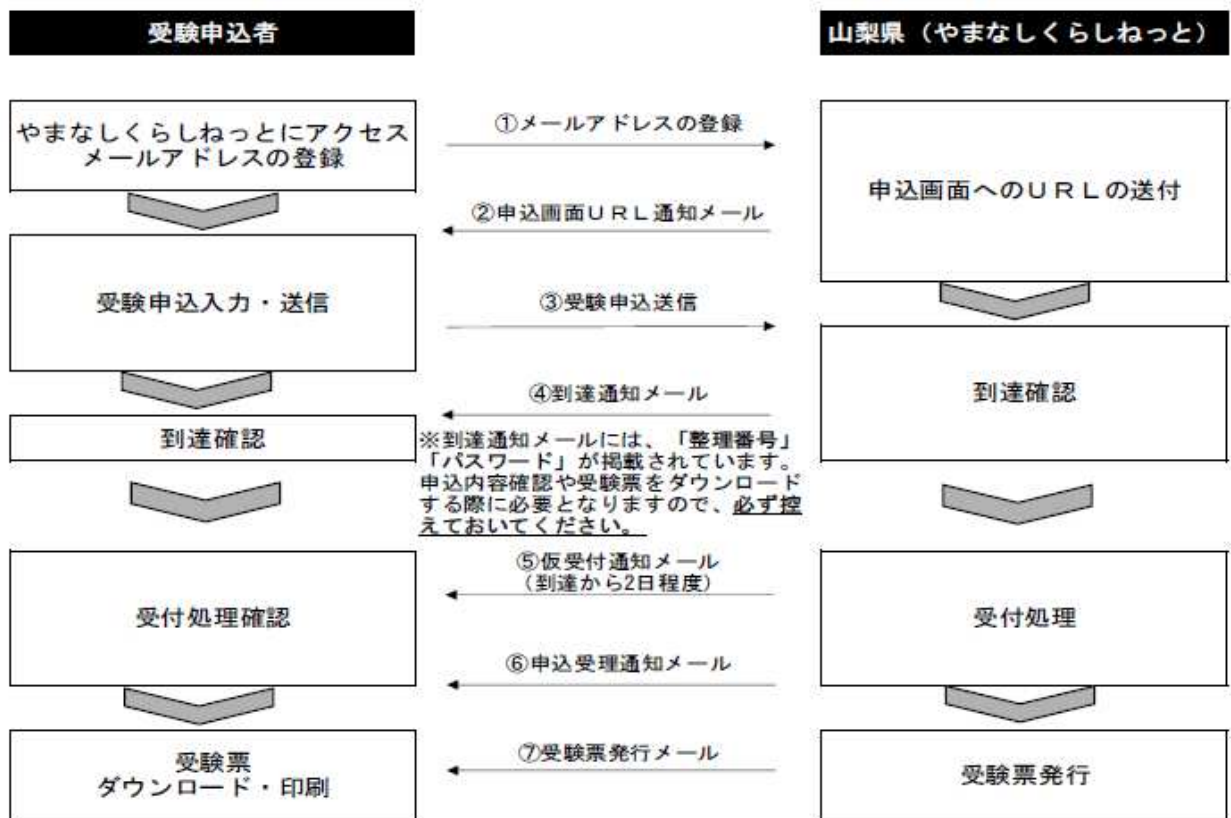 受験申込者
山梨県（やまなしくらしねっと）
やまなしくらしねっとにアクセス
メールアドレスの登録
①メールアドレスの登録
申込画面へのＵＲＬの送付
②申込画面ＵＲＬ通知メール
受験申込入力・送信
③受験申込送信
到達確認
④到達通知メール
到達確認
※到達通知メールには、「整理番号」
「パスワード」が掲載されています。
申込内容確認や受験票をダウンロード
する際に必要となりますので、必ず控
えておいてください。
⑤仮受付通知メール
（到達から2日程度）
受付処理確認
受付処理
⑥申込受理通知メール
⑦受験票発行メール
受験票
ダウンロード・印刷
受験票発行